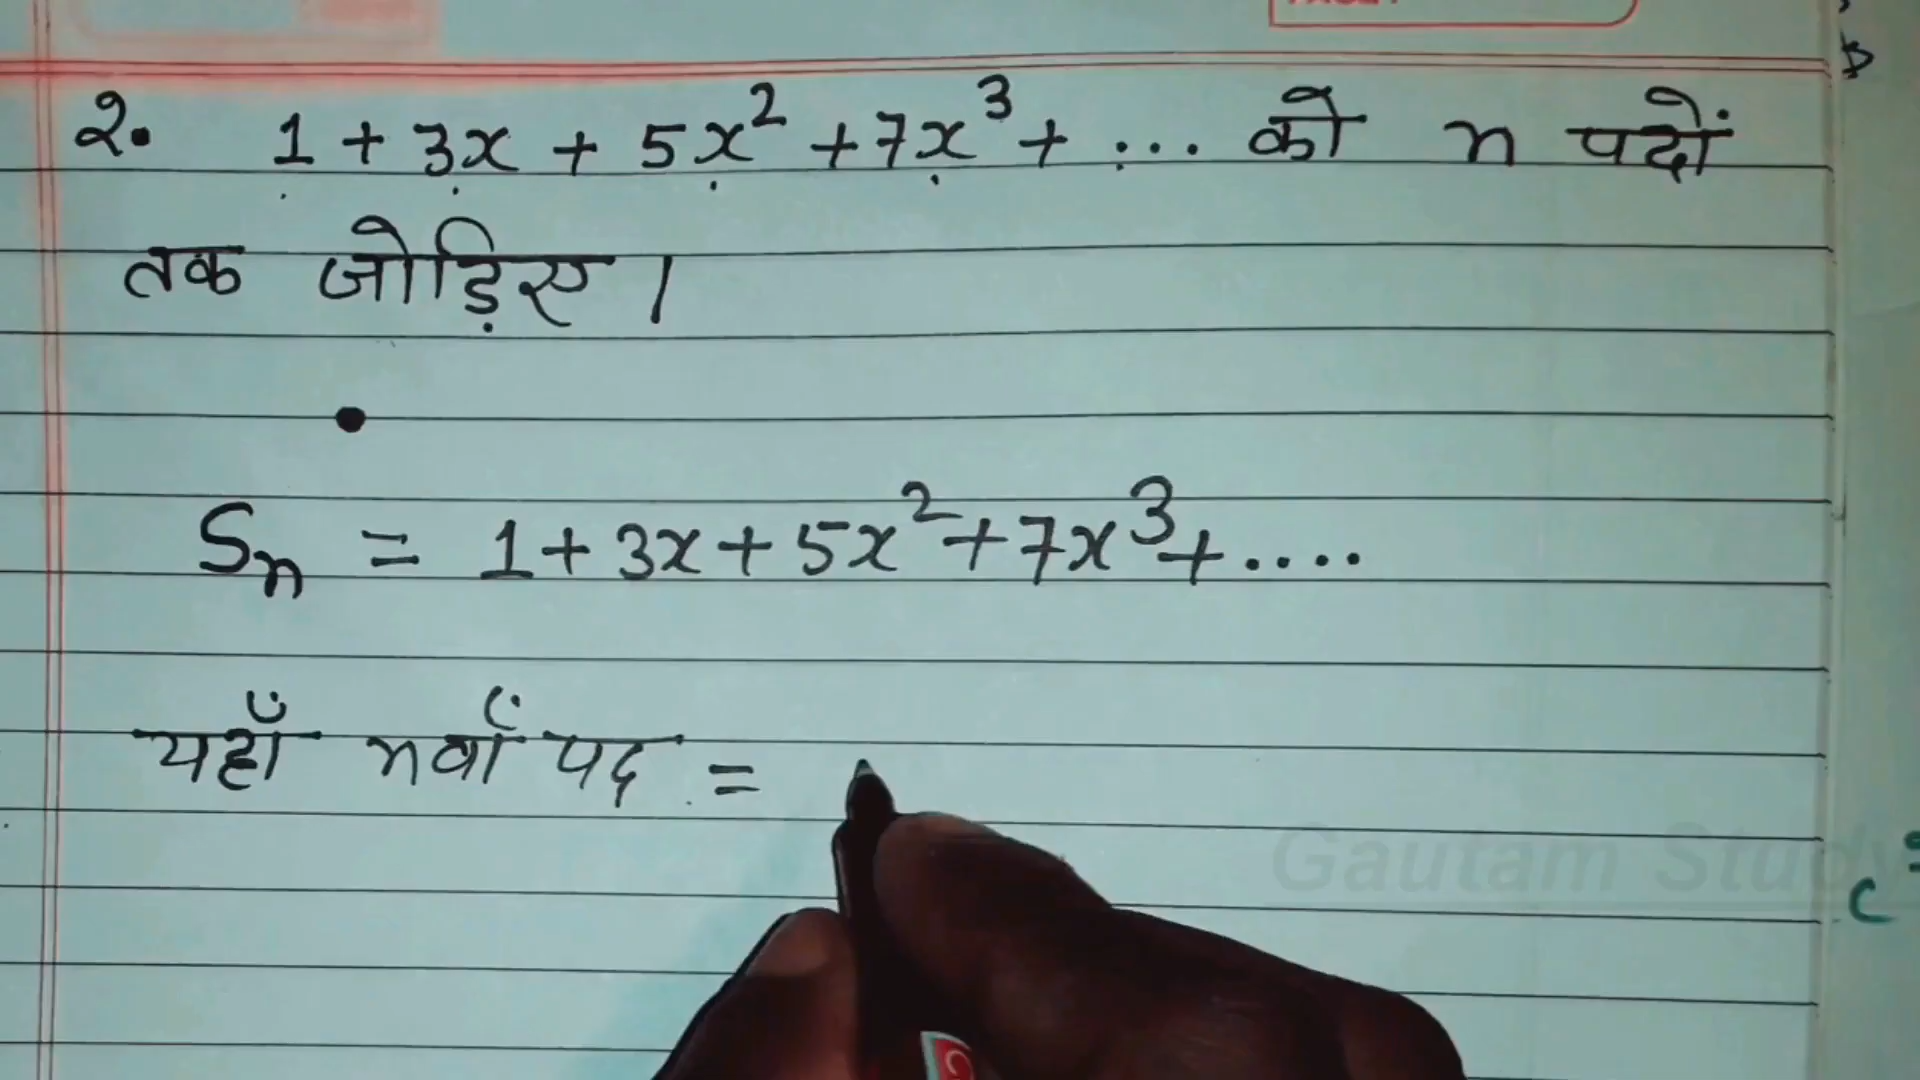 २. 1 + 3x + 5x² + 7x³ + ... को n पदों
तक जोड़िए।
Sₙ = 1 + 3x + 5x² + 7x³ + ....
यहाँ nवाँ पद =
Gautam Study